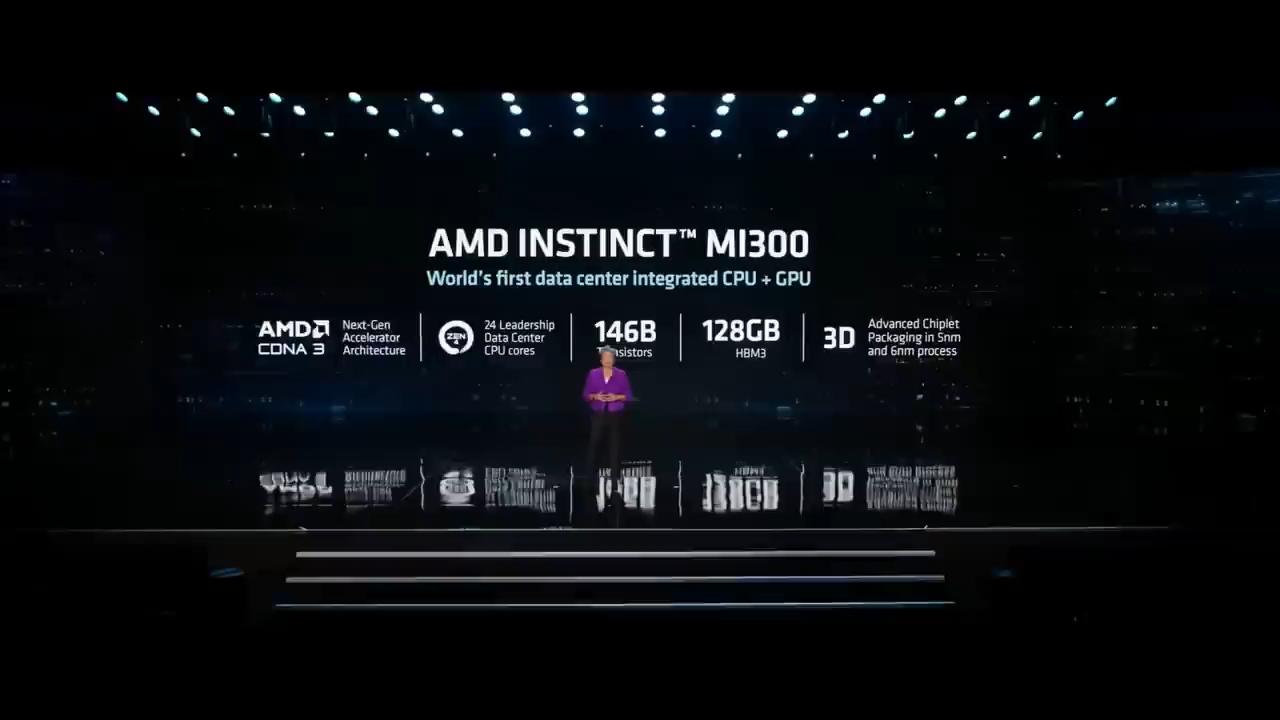 AMD INSTINCT™ MI300
World's first data center integrated CPU + GPU
AMD
CDNA 3
Next-Gen
Accelerator
Architecture
ZEN
4
24 Leadership
Data Center
CPU cores
146B
128GB
HBM3
3D
Advanced Chiplet
Packaging in 5nm
and 6nm process